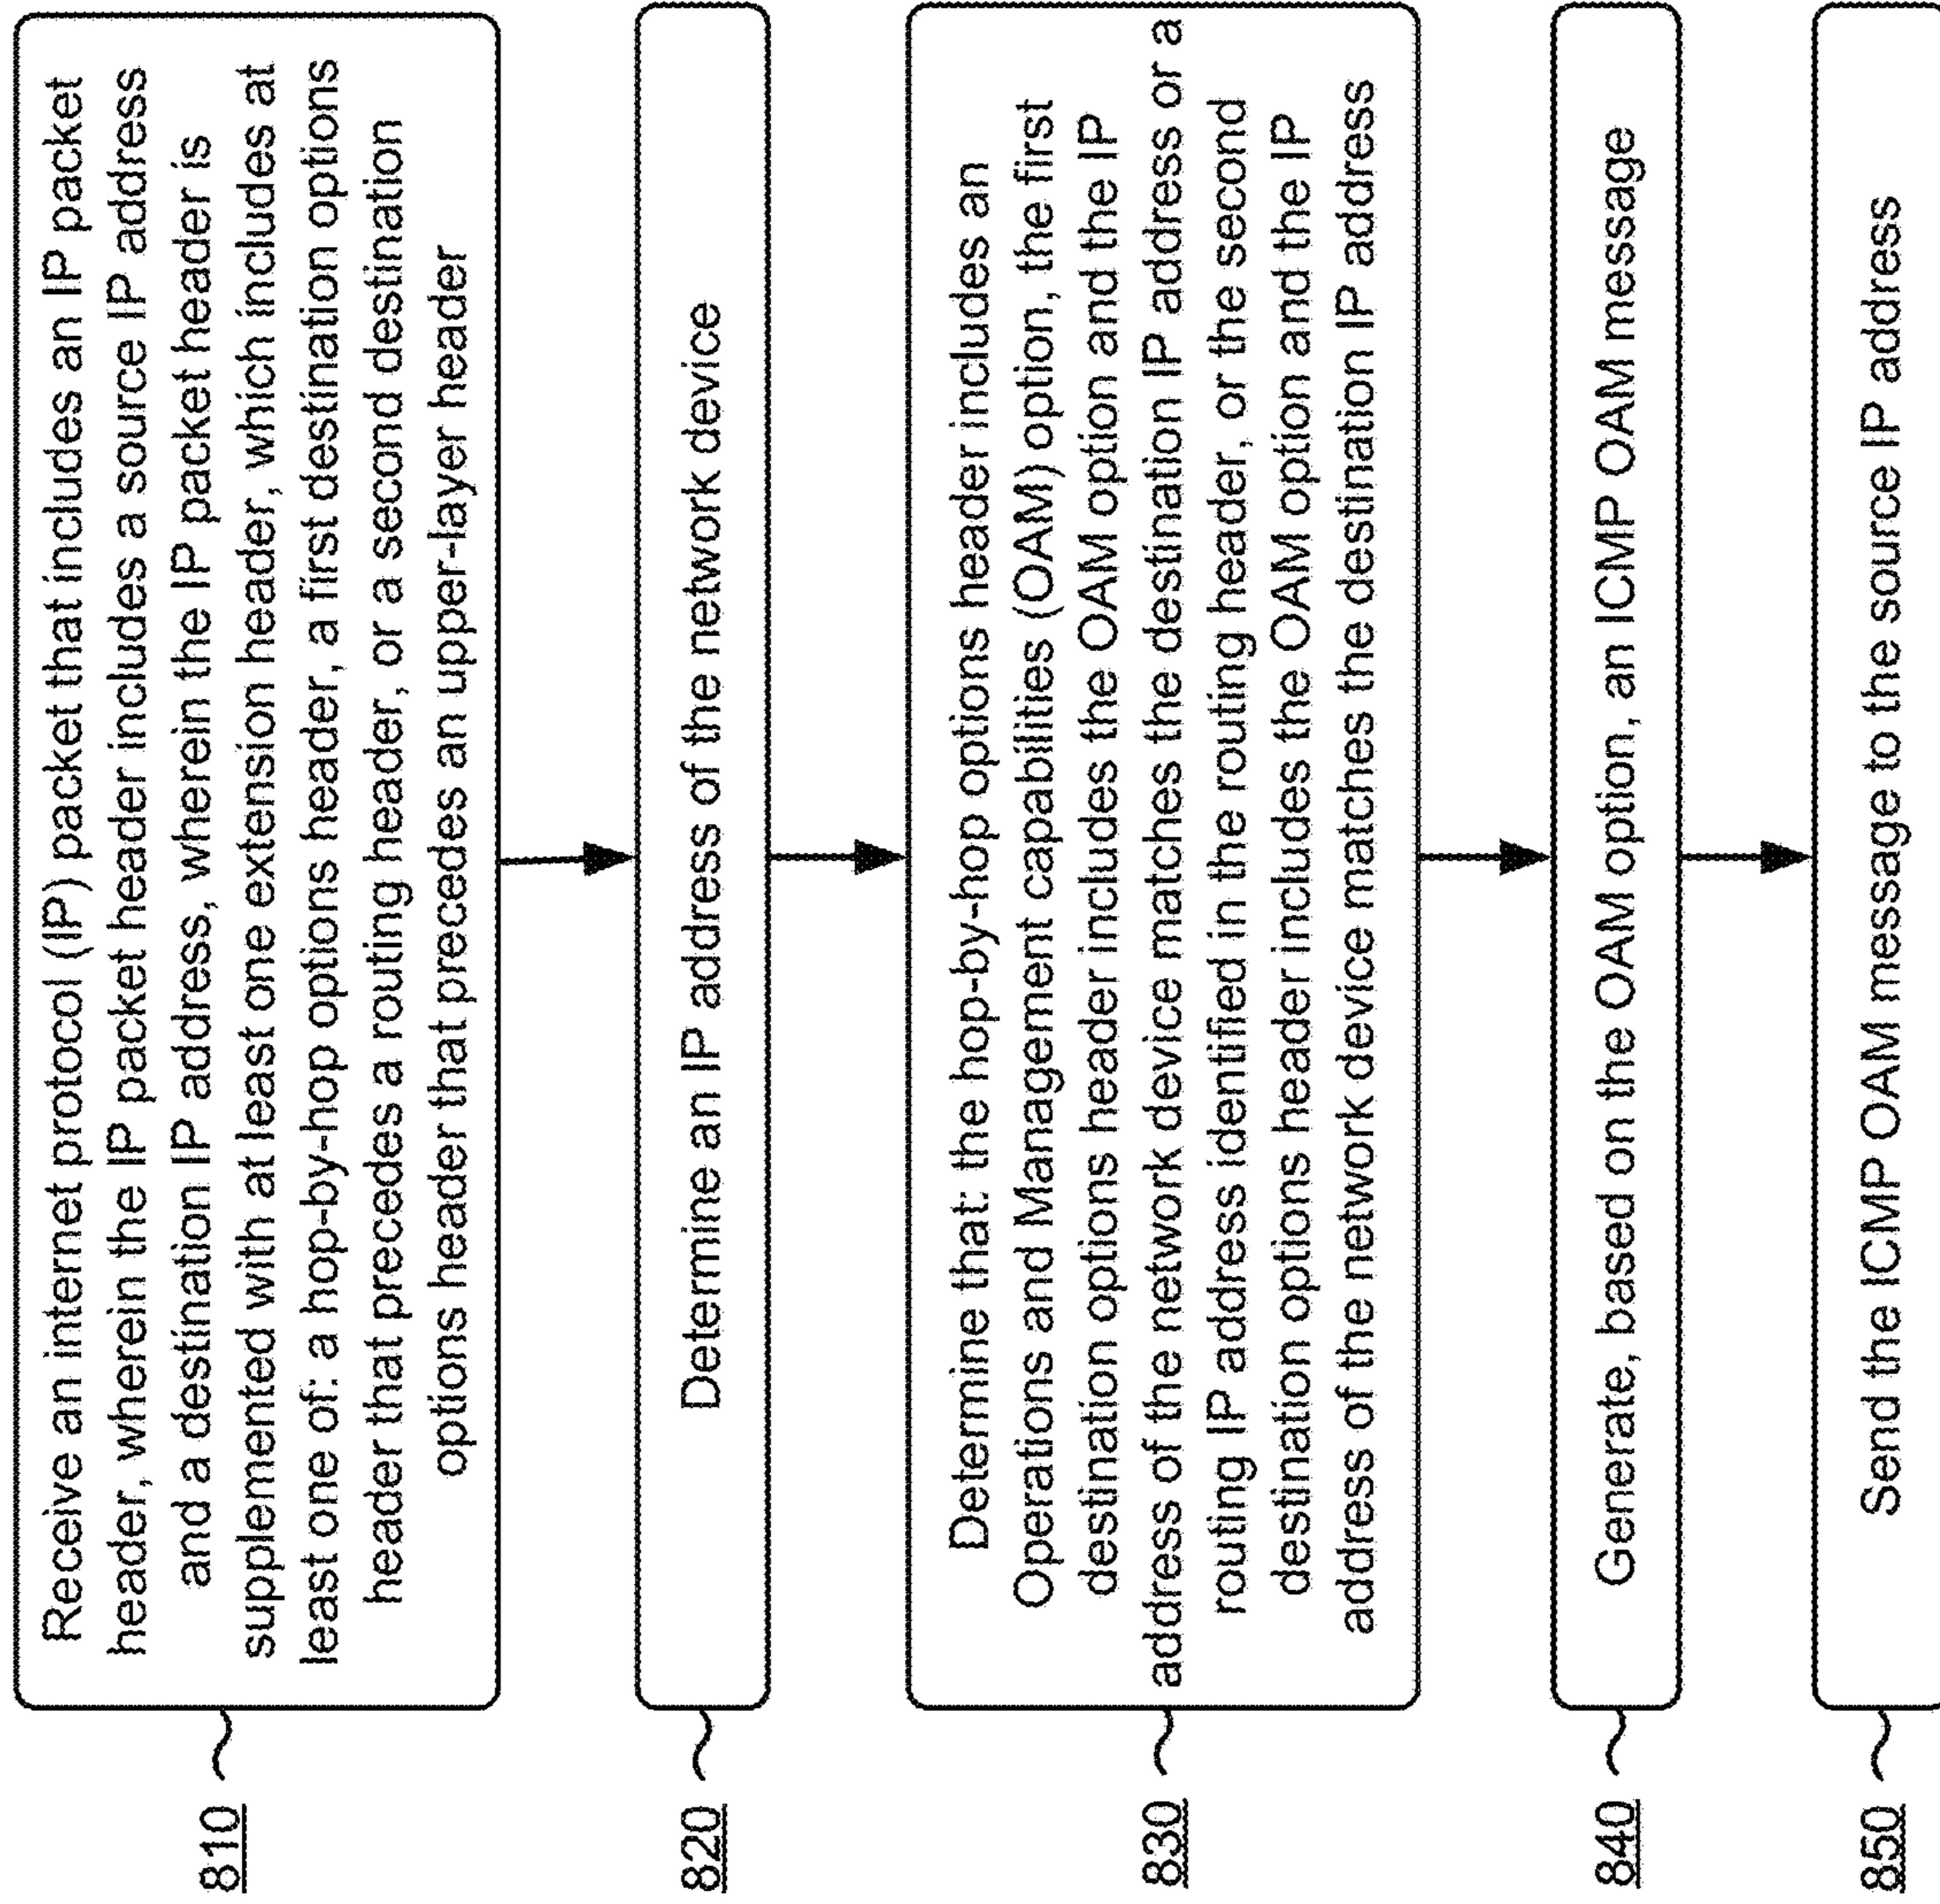 810
Receive an internet protocol (IP) packet that includes an IP packet
header, wherein the IP packet header includes a source IP address
and a destination IP address, wherein the IP packet header is
supplemented with at least one extension header, which includes at
least one of: a hop-by-hop options header, a first destination options
header that precedes a routing header, or a second destination
options header that precedes an upper-layer header
820
Determine an IP address of the network device
830
Determine that: the hop-by-hop options header includes an
Operations and Management capabilities (OAM) option, the first
destination options header includes the OAM option and the IP
address of the network device matches the destination IP address or a
routing IP address identified in the routing header, or the second
destination options header includes the OAM option and the IP
address of the network device matches the destination IP address
840
Generate, based on the OAM option, an ICMP OAM message
850
Send the ICMP OAM message to the source IP address